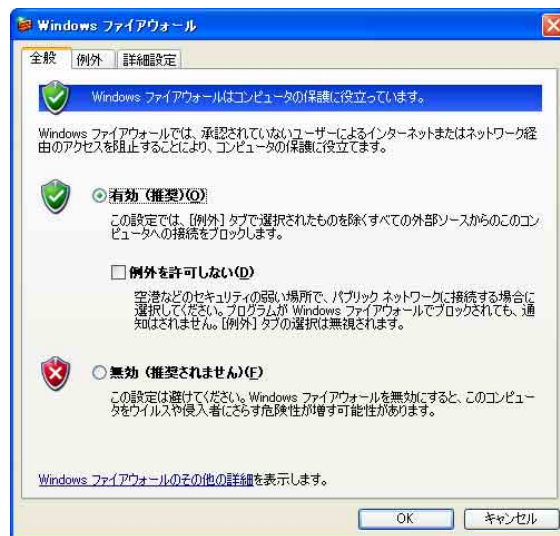 Windows ファイアウォール
全般 例外 詳細設定
Windows ファイアウォールはコンピュータの保護に役立っています。
Windows ファイアウォールでは、承認されていないユーザーによるインターネットまたはネットワーク経
由のアクセスを阻止することにより、コンピュータの保護に役立てます。
有効 (推奨)(O)
この設定では、[例外] タブで選択されたものを除くすべての外部ソースからのこのコン
ピュータへの接続をブロックします。
例外を許可しない(D)
空港などのセキュリティの弱い場所で、パブリック ネットワークに接続する場合に
選択してください。プログラムが Windows ファイアウォールでブロックされても、通
知はされません。[例外] タブの選択は無視されます。
無効 (推奨されません)(F)
この設定は避けてください。Windows ファイアウォールを無効にすると、このコンピュー
タをウイルスや侵入者にさらす危険性が増す可能性があります。
Windows ファイアウォールのその他の詳細を表示します。
OK キャンセル